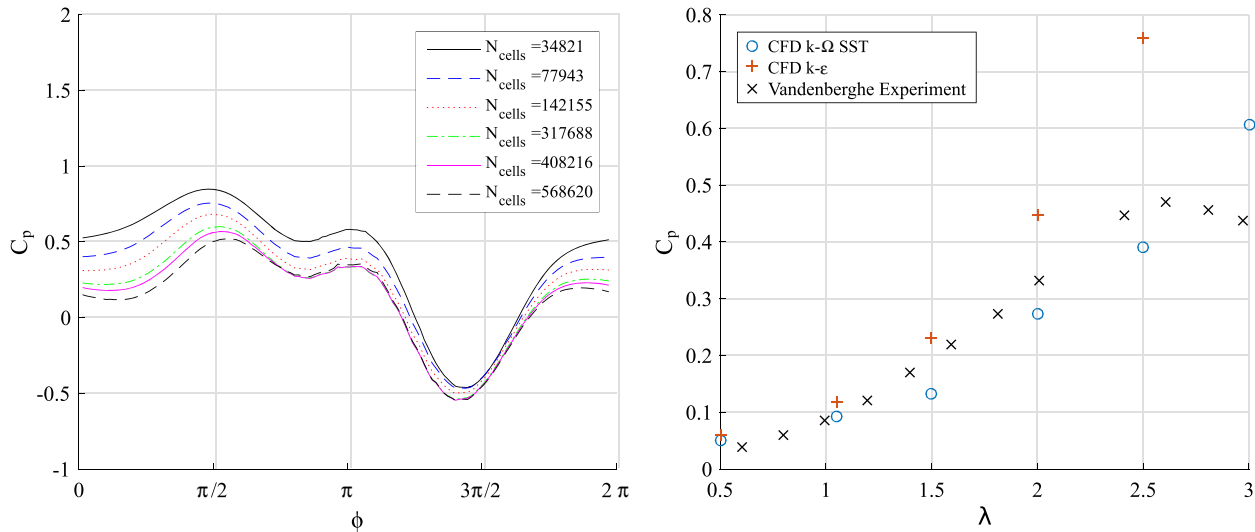 2
1.5
1
0.5
0
-0.5
-1
C_p
0
π/2
π
3π/2
2 π
ϕ
N_cells =34821
N_cells =77943
N_cells =142155
N_cells =317688
N_cells =408216
N_cells =568620
0.8
0.7
0.6
0.5
0.4
0.3
0.2
0.1
0
C_p
0.5
1
1.5
2
2.5
3
λ
CFD k-Ω SST
CFD k-ε
Vandenberghe Experiment